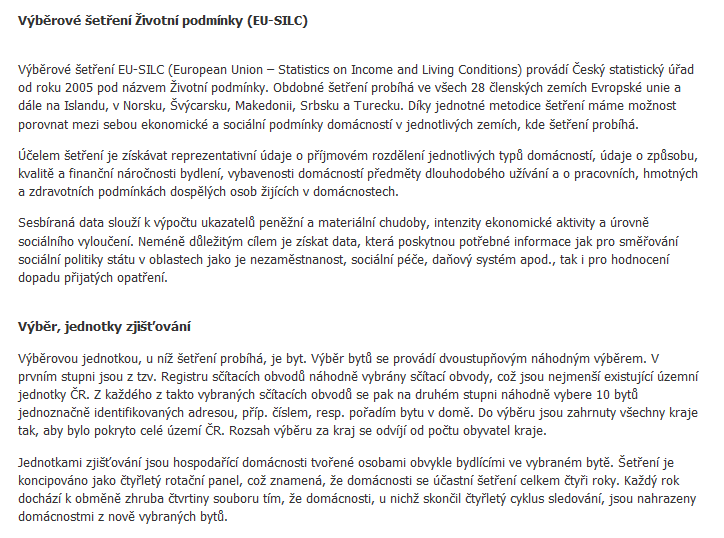 Výběrové šetření Životní podmínky (EU-SILC)
Výběrové šetření EU-SILC (European Union – Statistics on Income and Living Conditions) provádí Český statistický úřad
od roku 2005 pod názvem Životní podmínky. Obdobné šetření probíhá ve všech 28 členských zemích Evropské unie a
dále na Islandu, v Norsku, Švýcarsku, Makedonii, Srbsku a Turecku. Díky jednotné metodice šetření máme možnost
porovnat mezi sebou ekonomické a sociální podmínky domácností v jednotlivých zemích, kde šetření probíhá.
Účelem šetření je získávat reprezentativní údaje o příjmovém rozdělení jednotlivých typů domácností, údaje o způsobu,
kvalitě a finanční náročnosti bydlení, vybavenosti domácností předměty dlouhodobého užívání a o pracovních, hmotných
a zdravotních podmínkách dospělých osob žijících v domácnostech.
Sesbíraná data slouží k výpočtu ukazatelů peněžní a materiální chudoby, intenzity ekonomické aktivity a úrovně
sociálního vyloučení. Neméně důležitým cílem je získat data, která poskytnou potřebné informace jak pro směřování
sociální politiky státu v oblastech jako je nezaměstnanost, sociální péče, daňový systém apod., tak i pro hodnocení
dopadu přijatých opatření.
Výběr, jednotky zjišťování
Výběrovou jednotkou, u níž šetření probíhá, je byt. Výběr bytů se provádí dvoustupňovým náhodným výběrem. V
prvním stupni jsou z tzv. Registru sčítacích obvodů náhodně vybrány sčítací obvody, což jsou nejmenší existující územní
jednotky ČR. Z každého z takto vybraných sčítacích obvodů se pak na druhém stupni náhodně vybere 10 bytů
jednoznačně identifikovaných adresou, příp. číslem, resp. pořadím bytu v domě. Do výběru jsou zahrnuty všechny kraje
tak, aby bylo pokryto celé území ČR. Rozsah výběru za kraj se odvíjí od počtu obyvatel kraje.
Jednotkami zjišťování jsou hospodařící domácnosti tvořené osobami obvykle bydlícími ve vybraném bytě. Šetření je
koncipováno jako čtyřletý rotační panel, což znamená, že domácnosti se účastní šetření celkem čtyři roky. Každý rok
dochází k obměně zhruba čtvrtiny souboru tím, že domácnosti, u nichž skončil čtyřletý cyklus sledování, jsou nahrazeny
domácnostmi z nově vybraných bytů.